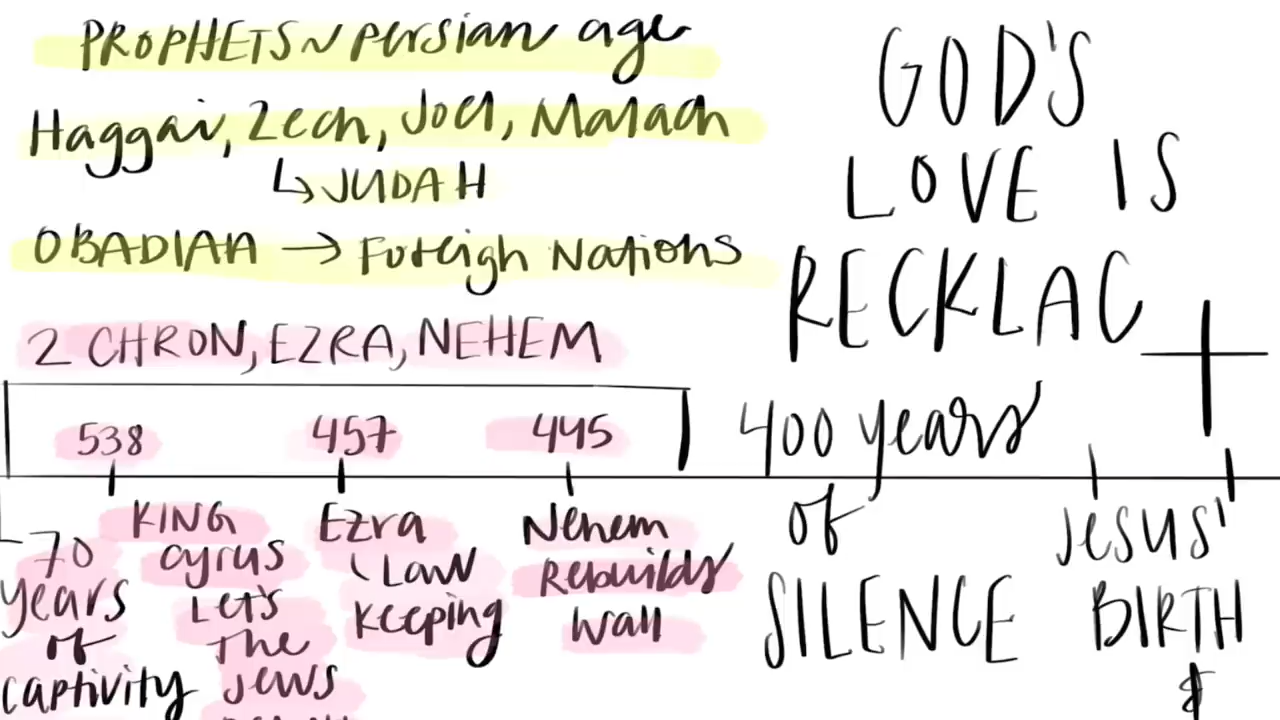 PROPHETS ~ persian age
Haggai, Zech, Joel, Malach
↳ JUDAH
OBADIAH → Foreign Nations
2 CHRON, EZRA, NEHEM
538
457
445
70
years
of
captivity
KING
Cyrus
Let's
The
Jews
Ezra
Law
Keeping
Nehem
Rebuilds
Wall
GOD'S
LOVE IS
RECKLAC
400 years
of
SILENCE
Jesus'
BIRTH
&